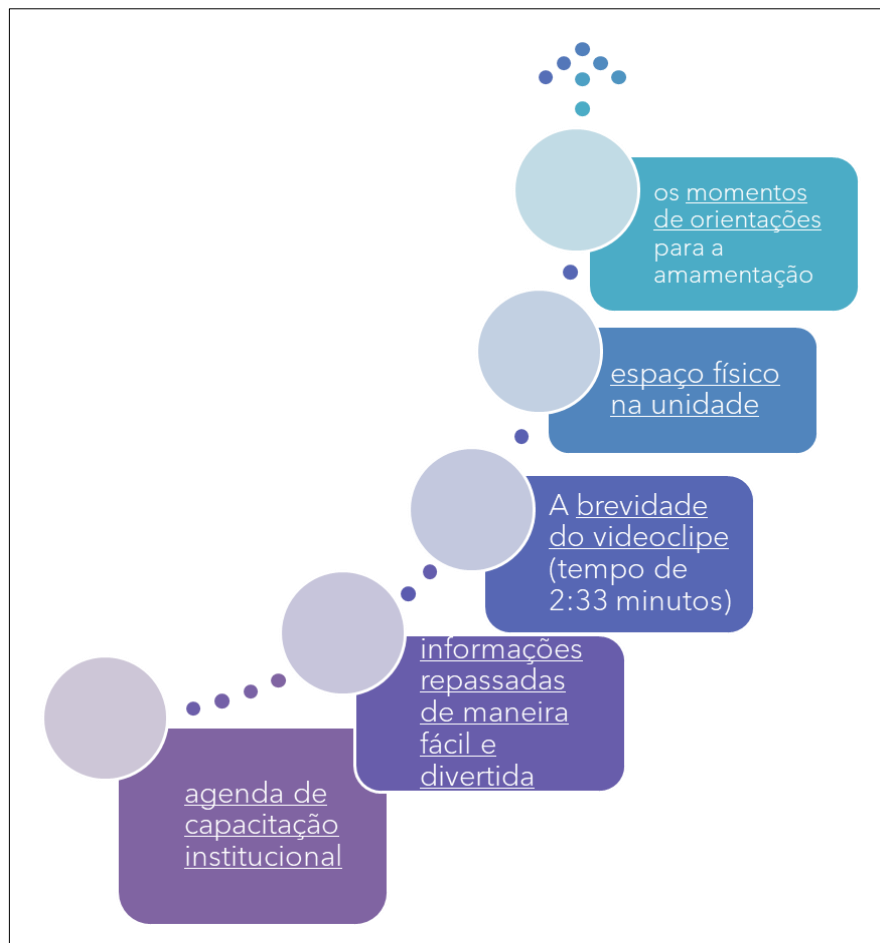 os momentos
de orientações
para a
amamentação
espaço físico
na unidade
A brevidade
do videoclipe
(tempo de
2:33 minutos)
informações
repassadas
de maneira
fácil e
divertida
agenda de
capacitação
institucional